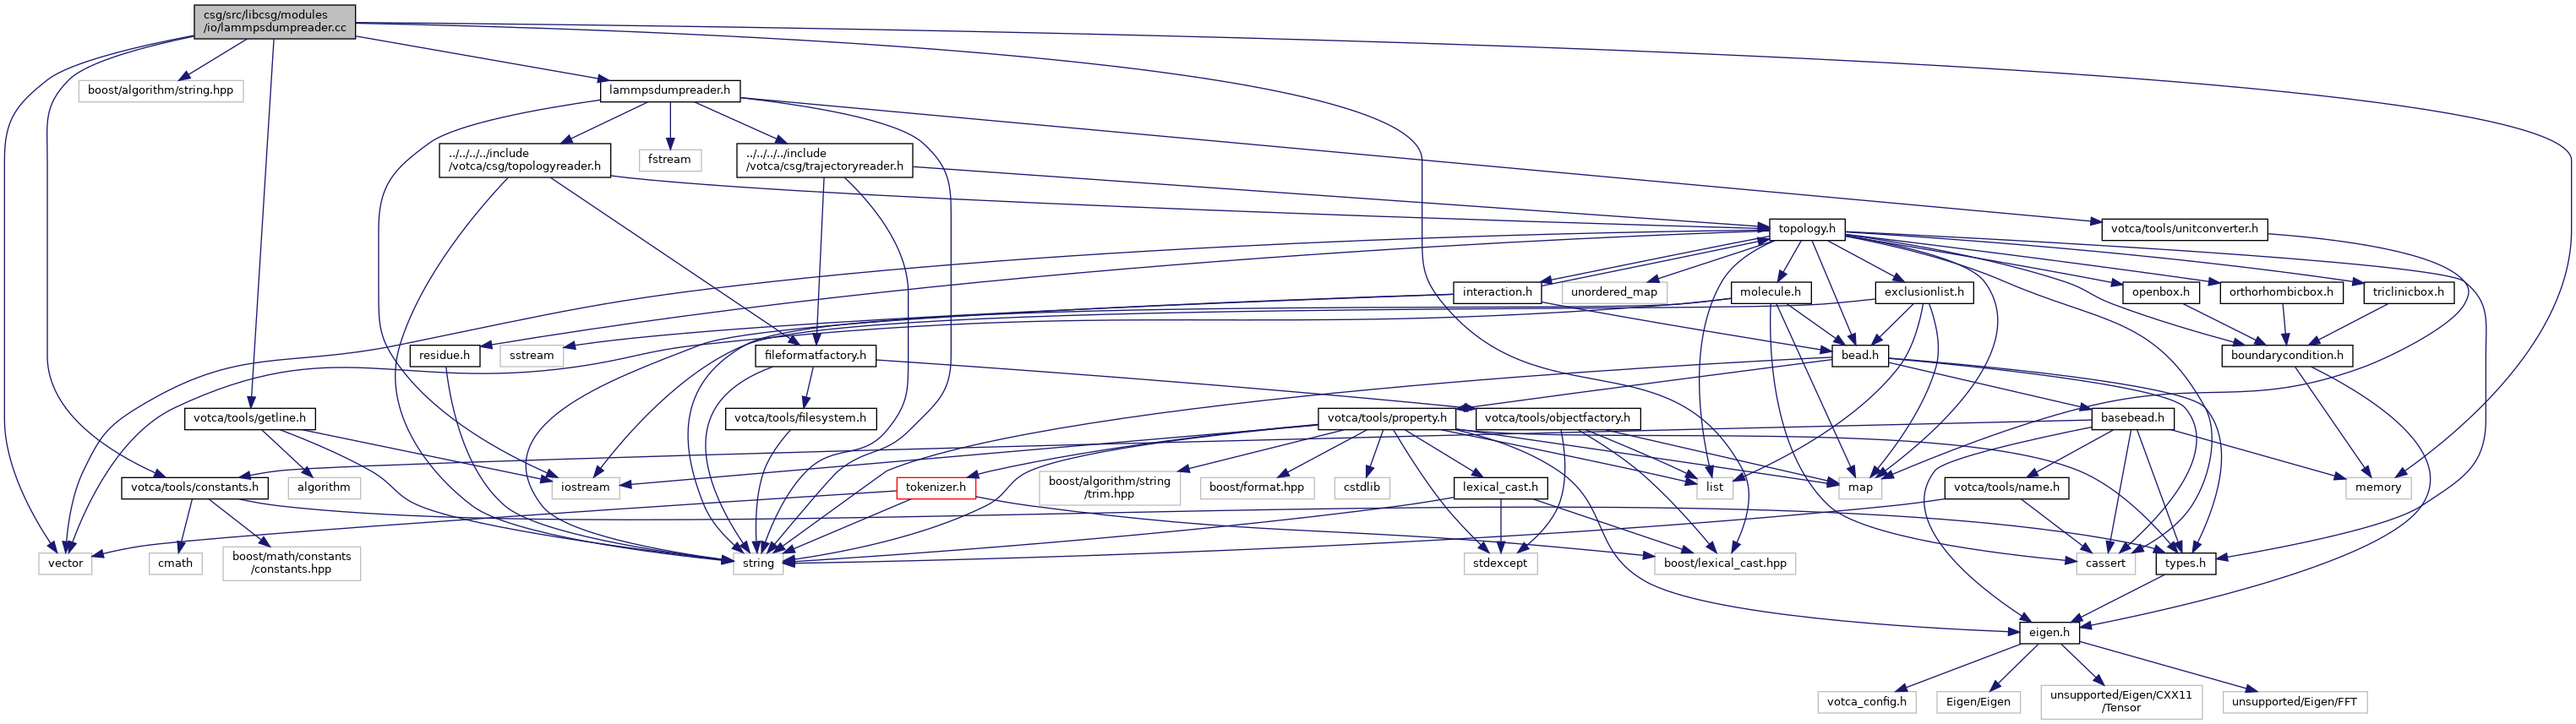 csg/src/libcsg/modules
/io/lammpsdumpreader.cc
boost/algorithm/string.hpp
lammpsdumpreader.h
../../../../include
/votca/csg/topologyreader.h
fstream
../../../../include
/votca/csg/trajectoryreader.h
topology.h
votca/tools/unitconverter.h
interaction.h
unordered_map
molecule.h
exclusionlist.h
openbox.h
orthorhombicbox.h
triclinicbox.h
residue.h
sstream
fileformatfactory.h
bead.h
boundarycondition.h
votca/tools/getline.h
votca/tools/filesystem.h
votca/tools/property.h
votca/tools/objectfactory.h
basebead.h
votca/tools/constants.h
algorithm
iostream
tokenizer.h
boost/algorithm/string
/trim.hpp
boost/format.hpp
cstdlib
lexical_cast.h
list
map
votca/tools/name.h
memory
vector
cmath
boost/math/constants
/constants.hpp
string
stdexcept
boost/lexical_cast.hpp
cassert
types.h
eigen.h
votca_config.h
Eigen/Eigen
unsupported/Eigen/CXX11
/Tensor
unsupported/Eigen/FFT